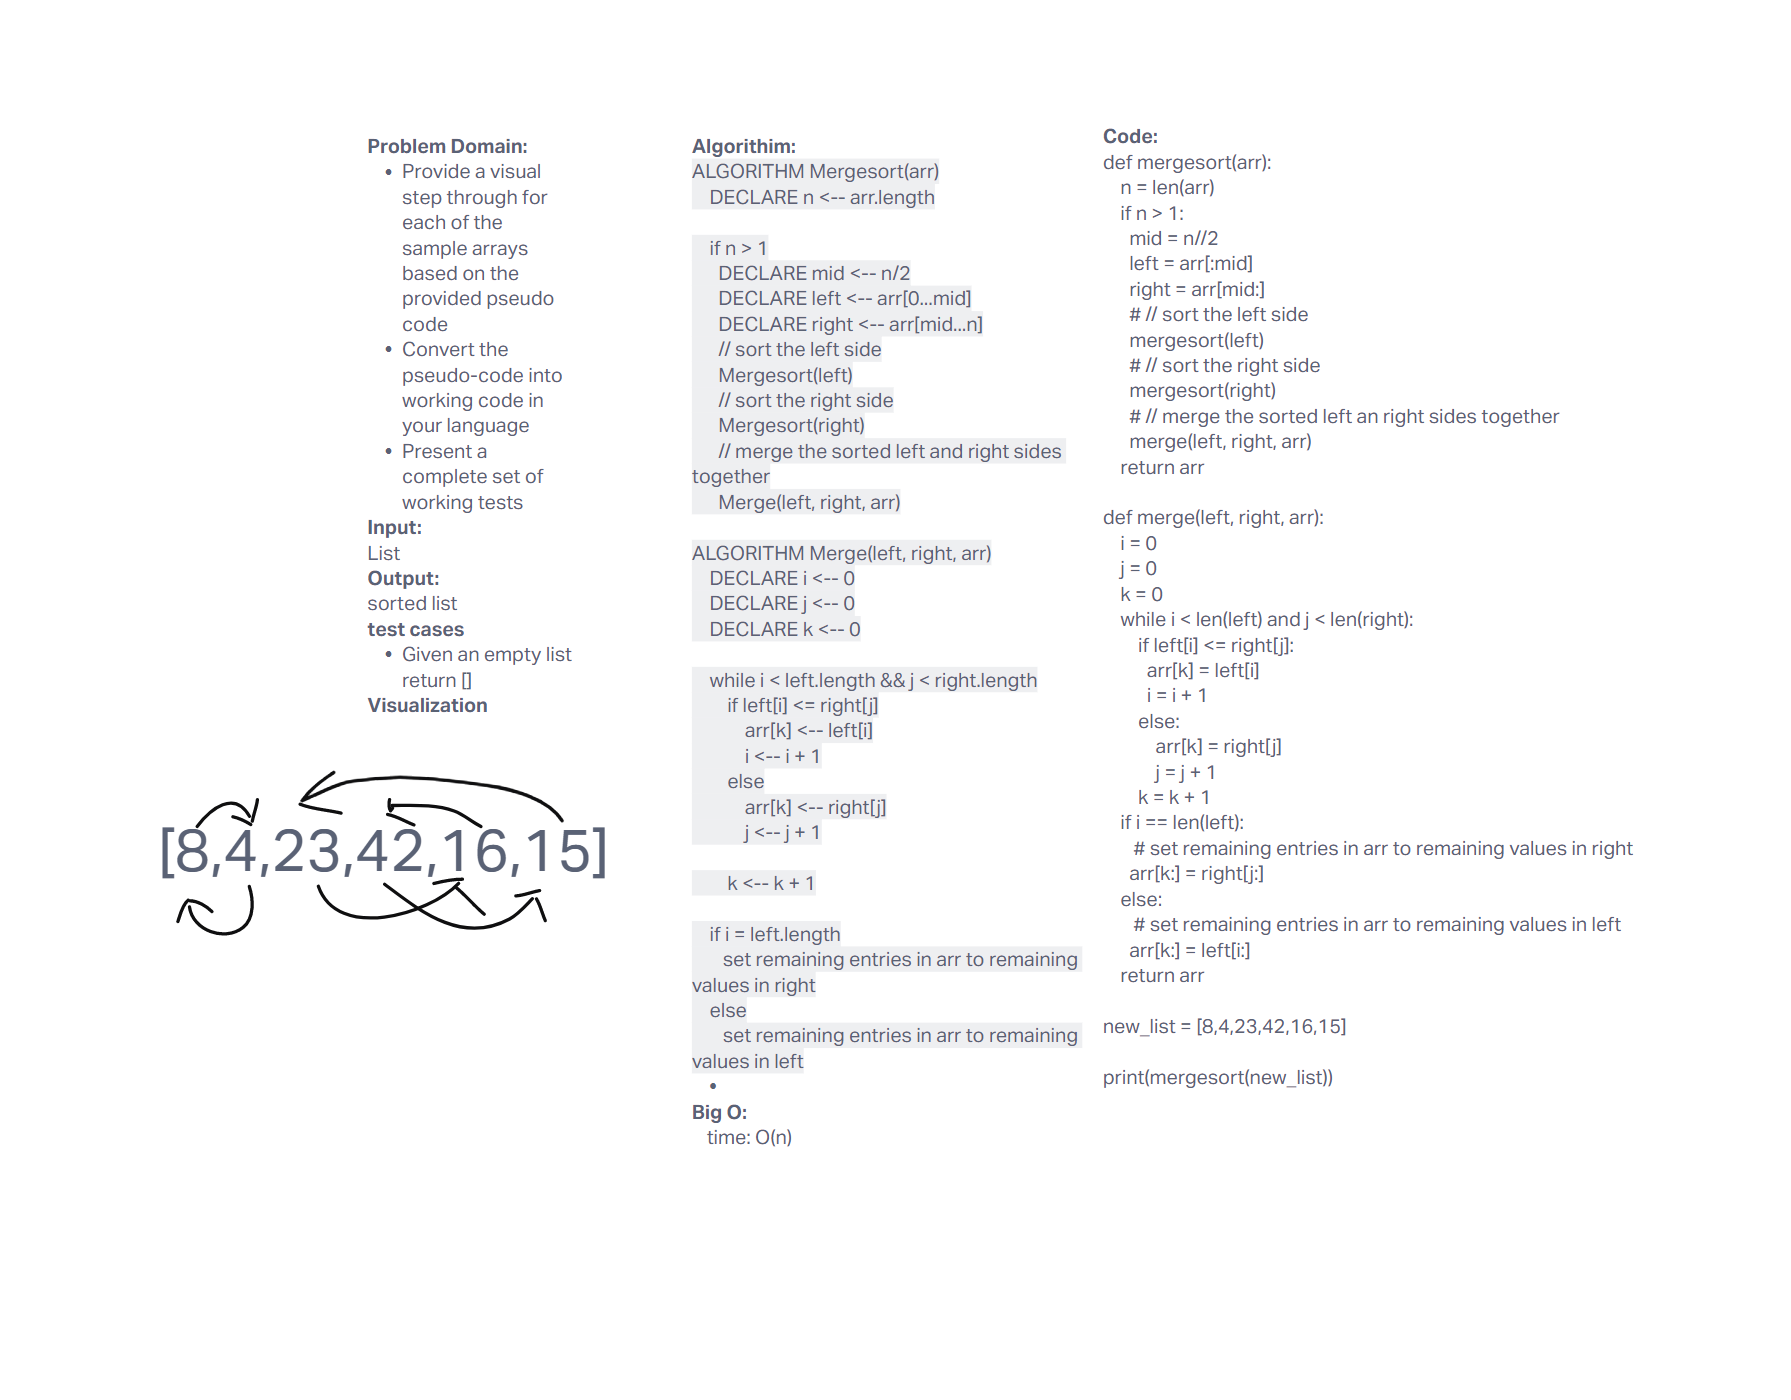 Problem Domain:
• Provide a visual
step through for
each of the
sample arrays
based on the
provided pseudo
code
• Convert the
pseudo-code into
working code in
your language
• Present a
complete set of
working tests
Input:
List
Output:
sorted list
test cases
• Given an empty list
return []
Visualization
[8,4,23,42,16,15]
Algorithim:
ALGORITHM Mergesort(arr)
DECLARE n <-- arr.length
if n > 1
DECLARE mid <-- n/2
DECLARE left <-- arr[0...mid]
DECLARE right <-- arr[mid...n]
// sort the left side
Mergesort(left)
// sort the right side
Mergesort(right)
// merge the sorted left and right sides
together
Merge(left, right, arr)
ALGORITHM Merge(left, right, arr)
DECLARE i <-- 0
DECLARE j <-- 0
DECLARE k <-- 0
while i < left.length && j < right.length
if left[i] <= right[j]
arr[k] <-- left[i]
i <-- i + 1
else
arr[k] <-- right[j]
j <-- j + 1
k <-- k + 1
if i = left.length
set remaining entries in arr to remaining
values in right
else
set remaining entries in arr to remaining
values in left
•
Big O:
time: O(n)
Code:
def mergesort(arr):
n = len(arr)
if n > 1:
mid = n//2
left = arr[:mid]
right = arr[mid:]
# // sort the left side
mergesort(left)
# // sort the right side
mergesort(right)
# // merge the sorted left an right sides together
merge(left, right, arr)
return arr
def merge(left, right, arr):
i = 0
j = 0
k = 0
while i < len(left) and j < len(right):
if left[i] <= right[j]:
arr[k] = left[i]
i = i + 1
else:
arr[k] = right[j]
j = j + 1
k = k + 1
if i == len(left):
# set remaining entries in arr to remaining values in right
arr[k:] = right[j:]
else:
# set remaining entries in arr to remaining values in left
arr[k:] = left[i:]
return arr
new_list = [8,4,23,42,16,15]
print(mergesort(new_list))